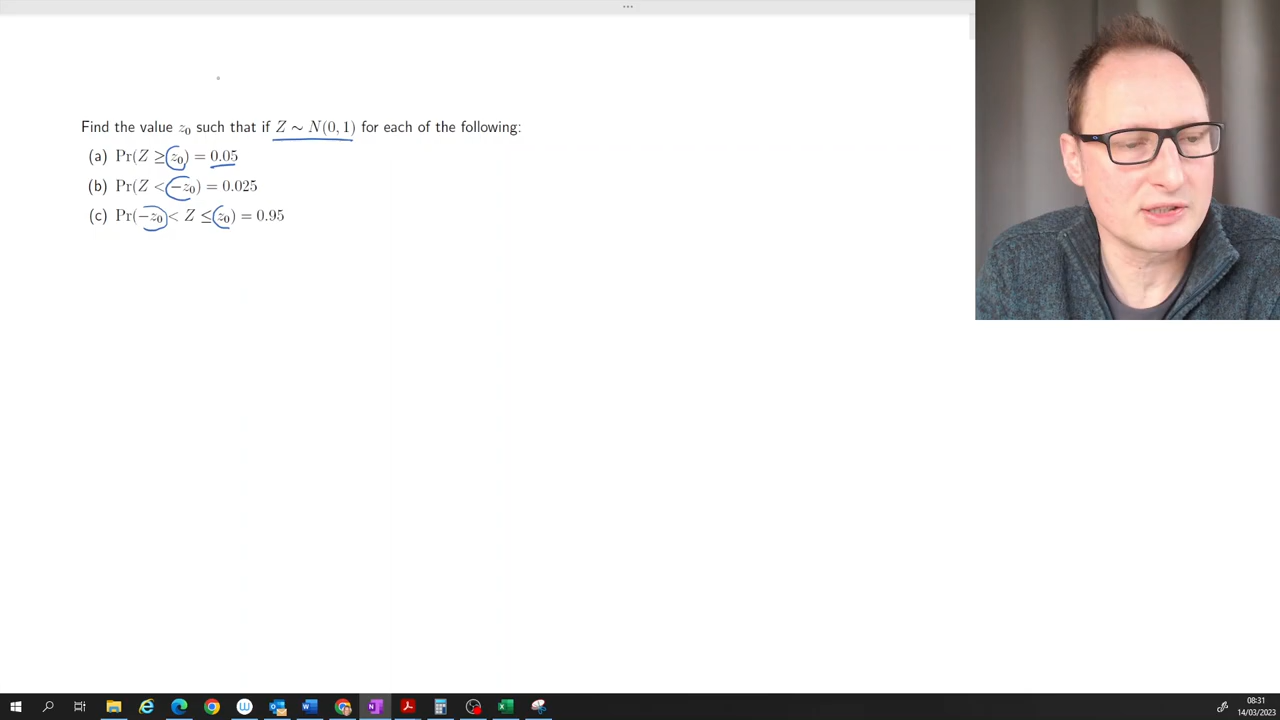 Find the value z₀ such that if Z ∼ N(0, 1) for each of the following:
(a) Pr(Z ≥ z₀) = 0.05
(b) Pr(Z < −z₀) = 0.025
(c) Pr(−z₀ < Z ≤ z₀) = 0.95
08:31
14/03/2023